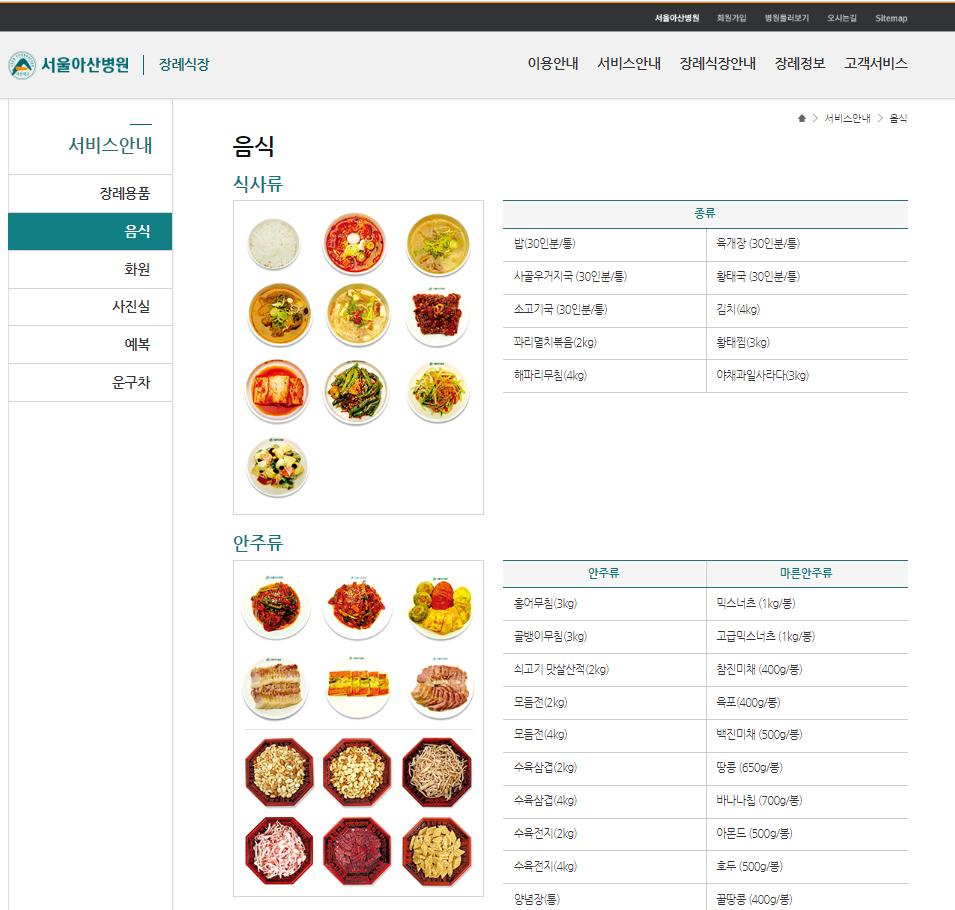 서울아산병원 회원가입 병원둘러보기 오시는길 Sitemap
서울아산병원 장례식장
이용안내 서비스안내 장례식장안내 장례정보 고객서비스
서비스안내 > 음식
서비스안내
장례용품
음식
화원
사진실
예복
운구차
음식
식사류
종류
밥(30인분/통) 육개장 (30인분/통)
사골우거지국 (30인분/통) 황태국 (30인분/통)
소고기국 (30인분/통) 김치(4kg)
꽈리멸치볶음(2kg) 황태찜(3kg)
해파리무침(4kg) 야채과일사라다(3kg)
안주류
안주류 마른안주류
홍어무침(3kg) 믹스너츠 (1kg/봉)
골뱅이무침(3kg) 고급믹스너츠 (1kg/봉)
쇠고기 맛살산적(2kg) 참진미채 (400g/봉)
모듬전(2kg) 육포(400g/봉)
모듬전(4kg) 백진미채 (500g/봉)
수육삼겹(2kg) 땅콩 (650g/봉)
수육삼겹(4kg) 바나나칩 (700g/봉)
수육전지(2kg) 아몬드 (500g/봉)
수육전지(4kg) 호두 (500g/봉)
양념장(통) 꿀땅콩 (400g/봉)